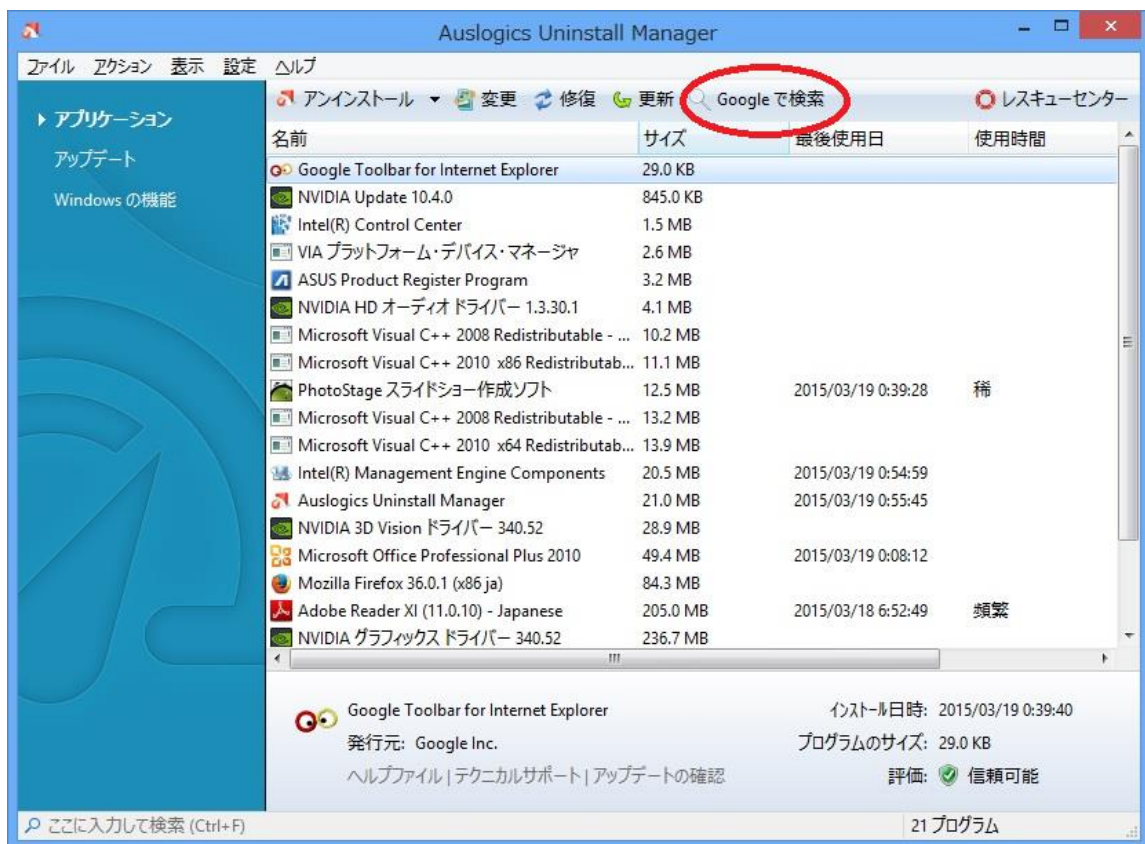 Auslogics Uninstall Manager
ファイル アクション 表示 設定 ヘルプ
アンインストール 変更 修復 更新 Google で検索 レスキューセンター
アプリケーション
アップデート
Windows の機能
名前 サイズ 最後使用日 使用時間
Google Toolbar for Internet Explorer 29.0 KB
NVIDIA Update 10.4.0 845.0 KB
Intel(R) Control Center 1.5 MB
VIA プラットフォーム・デバイス・マネージャ 2.6 MB
ASUS Product Register Program 3.2 MB
NVIDIA HD オーディオ ドライバー 1.3.30.1 4.1 MB
Microsoft Visual C++ 2008 Redistributable - ... 10.2 MB
Microsoft Visual C++ 2010 x86 Redistributab... 11.1 MB
PhotoStage スライドショー作成ソフト 12.5 MB 2015/03/19 0:39:28 稀
Microsoft Visual C++ 2008 Redistributable - ... 13.2 MB
Microsoft Visual C++ 2010 x64 Redistributab... 13.9 MB
Intel(R) Management Engine Components 20.5 MB 2015/03/19 0:54:59
Auslogics Uninstall Manager 21.0 MB 2015/03/19 0:55:45
NVIDIA 3D Vision ドライバー 340.52 28.9 MB
Microsoft Office Professional Plus 2010 49.4 MB 2015/03/19 0:08:12
Mozilla Firefox 36.0.1 (x86 ja) 84.3 MB
Adobe Reader XI (11.0.10) - Japanese 205.0 MB 2015/03/18 6:52:49 頻繁
NVIDIA グラフィックス ドライバー 340.52 236.7 MB
Google Toolbar for Internet Explorer インストール日時: 2015/03/19 0:39:40
発行元: Google Inc. プログラムのサイズ: 29.0 KB
ヘルプファイル | テクニカルサポート | アップデートの確認 評価: 信頼可能
ここに入力して検索 (Ctrl+F) 21 プログラム